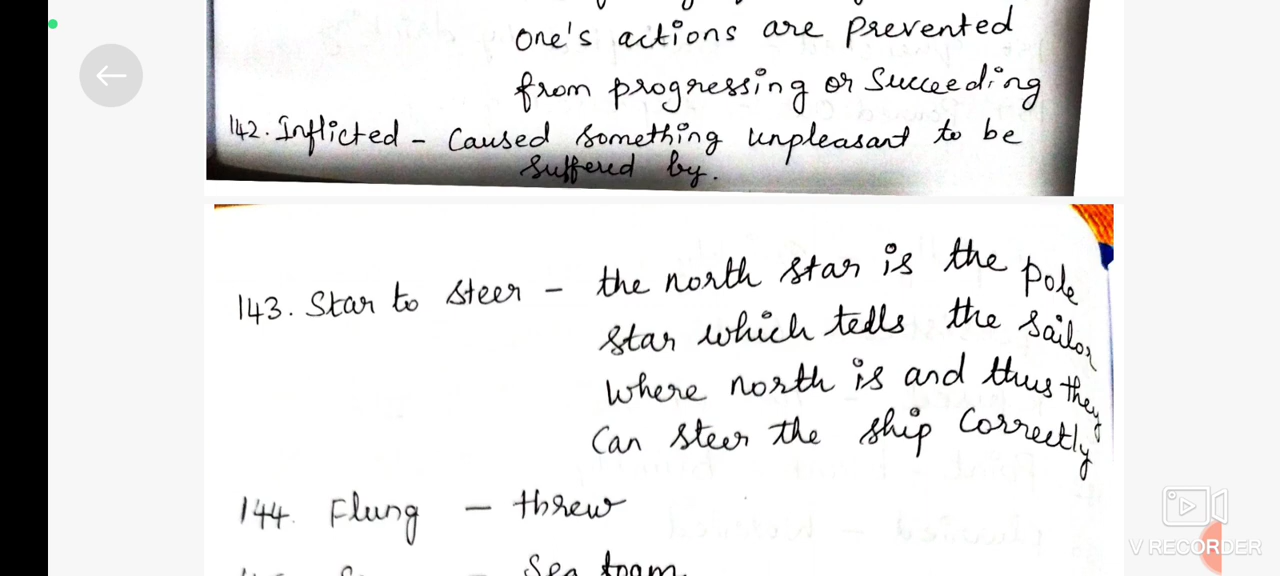 one's actions are prevented
from progressing or succeeding
142. Inflicted - caused something unpleasant to be
suffered by.
143. Star to steer - the north star is the pole
star which tells the sailor
where north is and thus they
can steer the ship correctly
144. Flung - threw
- Sea foam.
V RECORDER